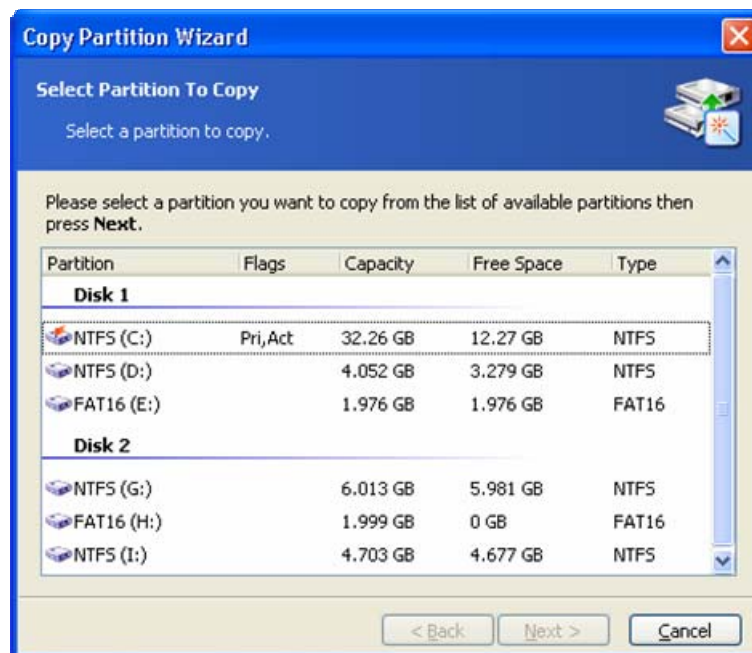 Copy Partition Wizard
Select Partition To Copy
Select a partition to copy.
Please select a partition you want to copy from the list of available partitions then
press Next.
Partition Flags Capacity Free Space Type
Disk 1
NTFS (C:) Pri,Act 32.26 GB 12.27 GB NTFS
NTFS (D:) 4.052 GB 3.279 GB NTFS
FAT16 (E:) 1.976 GB 1.976 GB FAT16
Disk 2
NTFS (G:) 6.013 GB 5.981 GB NTFS
FAT16 (H:) 1.999 GB 0 GB FAT16
NTFS (I:) 4.703 GB 4.677 GB NTFS
< Back Next > Cancel